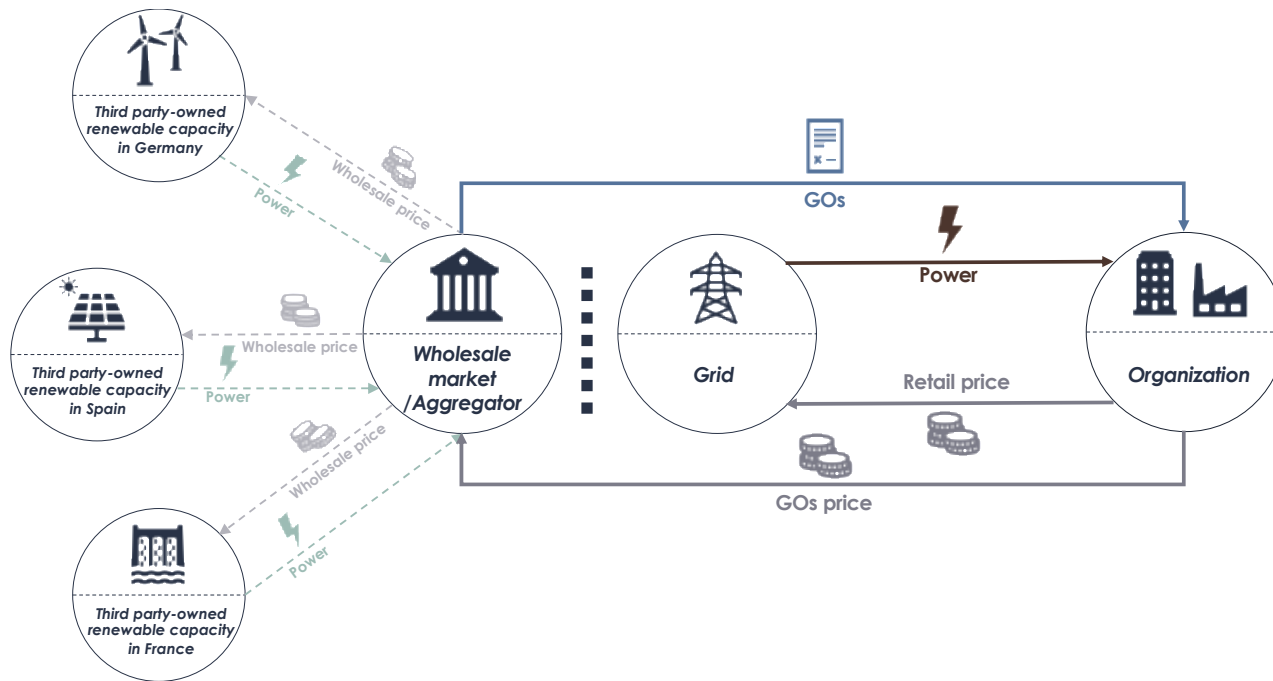 Third party-owned
renewable capacity
in Germany
Wholesale price
Power
GOs
Power
Third party-owned
renewable capacity
in Spain
Wholesale price
Power
Wholesale
market
/Aggregator
Grid
Organization
Retail price
Wholesale price
Power
GOs price
Third party-owned
renewable capacity
in France